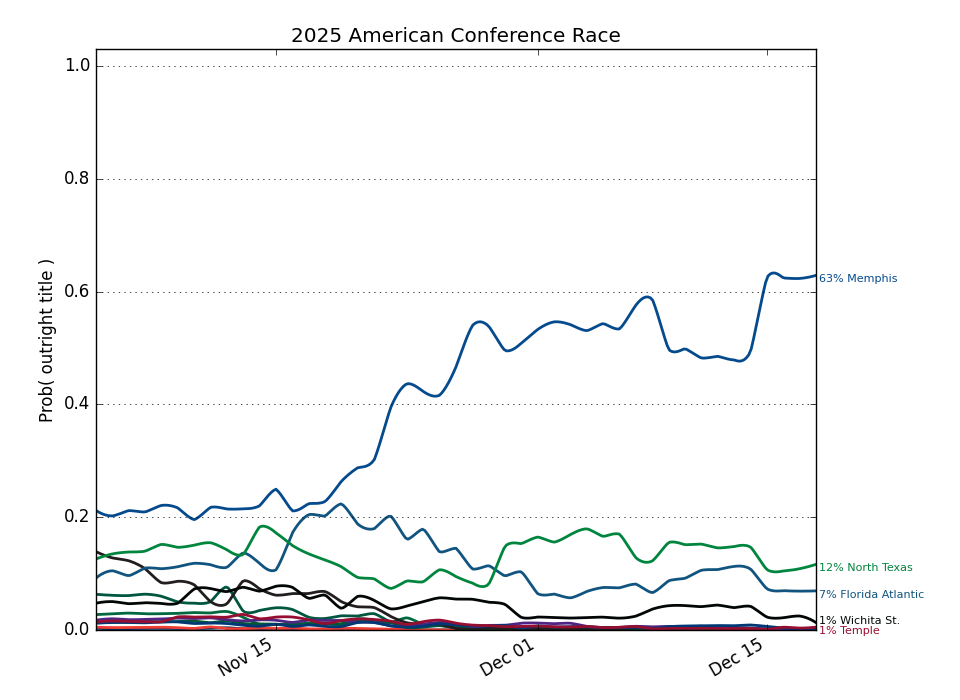 2025 American Conference Race
1.0
0.8
0.6
0.4
0.2
0.0
Prob( outright title )
63% Memphis
12% North Texas
7% Florida Atlantic
1% Wichita St.
1% Temple
Nov 15
Dec 01
Dec 15